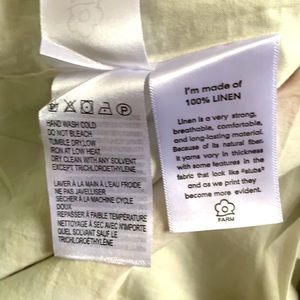 HAND WASH COLD
DO NOT BLEACH
TUMBLE DRY LOW
IRON AT LOW HEAT
DRY CLEAN WITH ANY SOLVENT
EXCEPT TRICHLOROETHYLENE
LAVER À LA MAIN À L'EAU FROIDE
NE PAS JAVELLISER
SÉCHER À LA MACHINE CYCLE
DOUX
REPASSER À FAIBLE TEMPÉRATURE
NETTOYAGE À SEC AVEC N'IMPORTE
QUEL SOLVANT SAUF LE
TRICHLOROÉTHYLÈNE
I'm made of
100% LINEN
Linen is a very strong,
breathable, comfortable,
and long-lasting material.
Because of its natural fiber,
it yarns vary in thickness
with some features in the
fabric that look like "slubs"
and as we print they
become more evident.
FARM